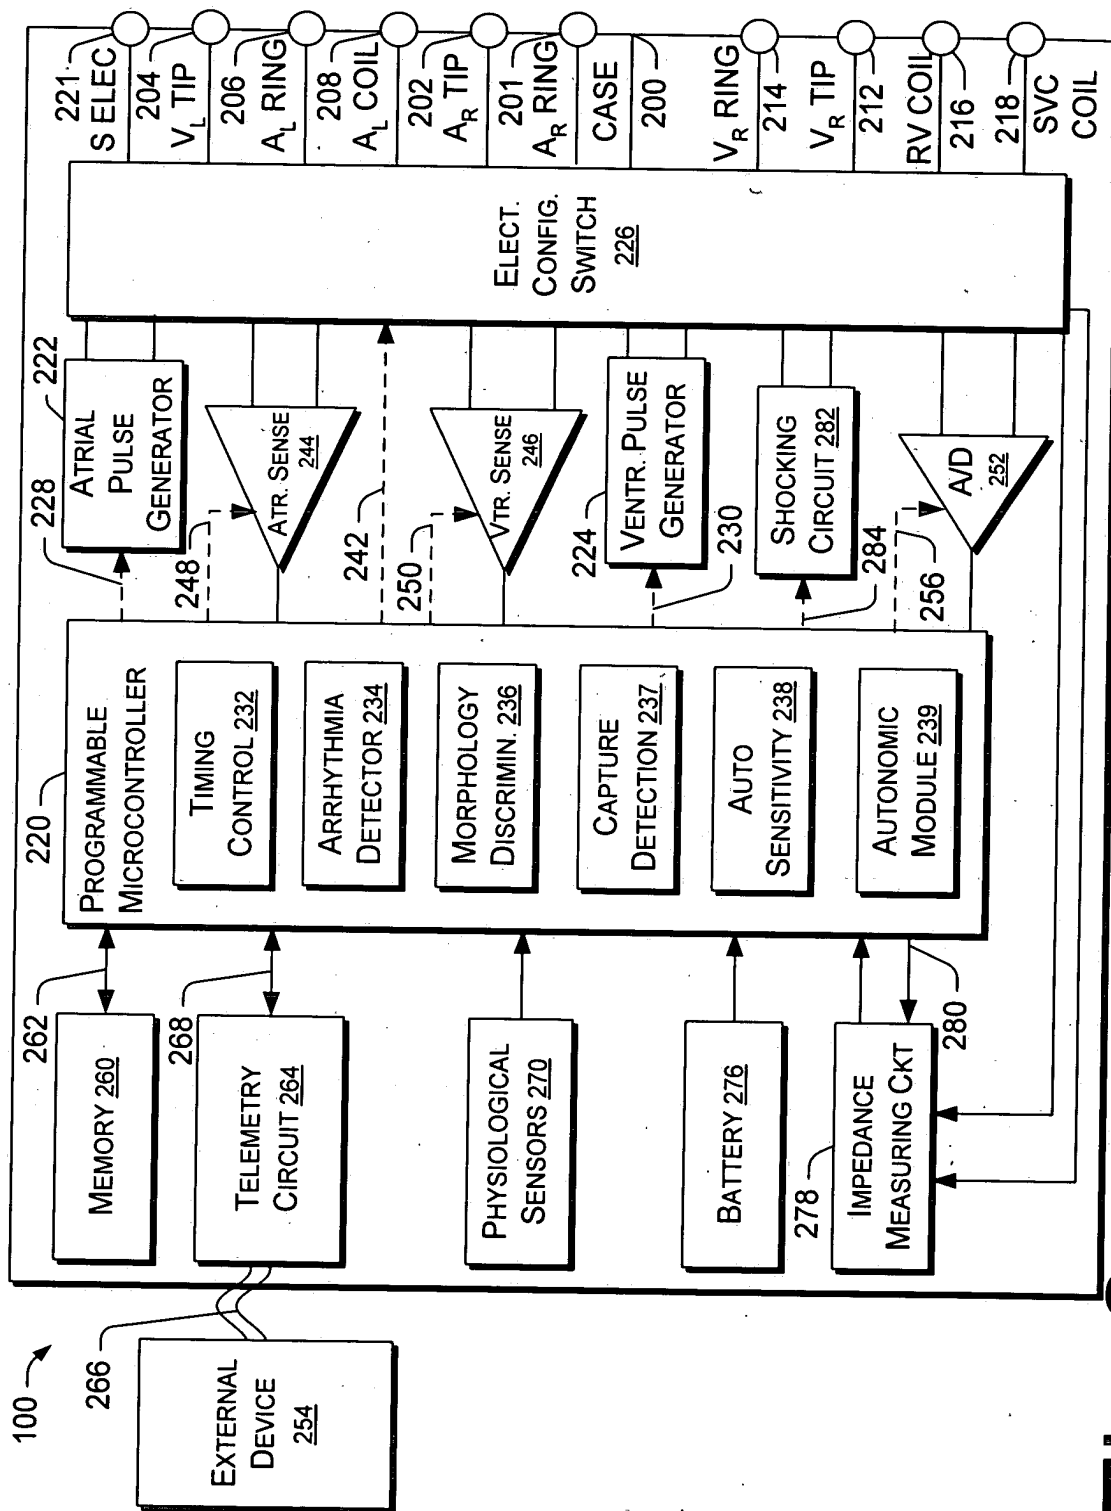 100
EXTERNAL
DEVICE
254
266
262
MEMORY 260
268
TELEMETRY
CIRCUIT 264
PHYSIOLOGICAL
SENSORS 270
BATTERY 276
278
IMPEDANCE
MEASURING CKT
280
220
PROGRAMMABLE
MICROCONTROLLER
TIMING
CONTROL 232
ARRHYTHMIA
DETECTOR 234
MORPHOLOGY
DISCRIMIN. 236
CAPTURE
DETECTION 237
AUTO
SENSITIVITY 238
AUTONOMIC
MODULE 239
228
222
ATRIAL
PULSE
GENERATOR
248
ATR. SENSE
244
242
250
VTR. SENSE
246
224
VENTR. PULSE
GENERATOR
230
SHOCKING
CIRCUIT 282
284
256
A/D
252
ELECT.
CONFIG.
SWITCH
226
221
S ELEC
204
VL TIP
206
AL RING
208
AL COIL
202
AR TIP
201
AR RING
CASE
200
VR RING
214
VR TIP
212
RV COIL
216
218
SVC
COIL